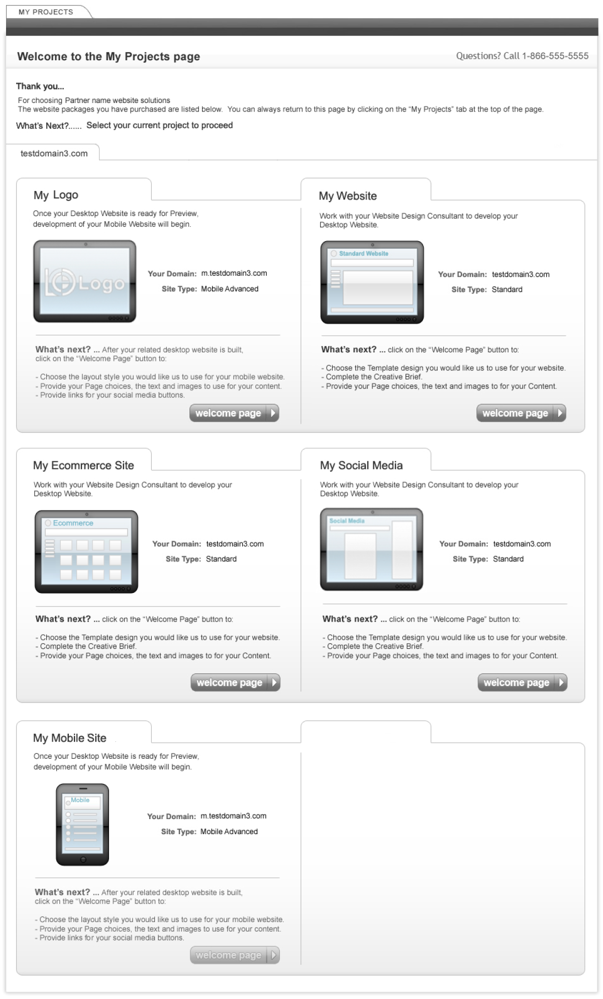 MY PROJECTS
Welcome to the My Projects page
Questions? Call 1-866-555-5555
Thank you...
For choosing Partner name website solutions
The website packages you have purchased are listed below. You can always return to this page by clicking on the “My Projects” tab at the top of the page.
What’s Next?...... Select your current project to proceed
testdomain3.com
My Logo
Once your Desktop Website is ready for Preview,
development of your Mobile Website will begin.
Logo
Your Domain: m.testdomain3.com
Site Type: Mobile Advanced
What’s next? ... After your related desktop website is built,
click on the “Welcome Page” button to:
- Choose the layout style you would like us to use for your mobile website.
- Provide your Page choices, the text and images to use for your content.
- Provide links for your social media buttons.
welcome page
My Website
Work with your Website Design Consultant to develop your
Desktop Website.
Standard Website
Your Domain: testdomain3.com
Site Type: Standard
What’s next? ... click on the “Welcome Page” button to:
- Choose the Template design you would like us to use for your website.
- Complete the Creative Brief.
- Provide your Page choices, the text and images to for your Content.
welcome page
My Ecommerce Site
Work with your Website Design Consultant to develop your
Desktop Website.
Ecommerce
Your Domain: testdomain3.com
Site Type: Standard
What’s next? ... click on the “Welcome Page” button to:
- Choose the Template design you would like us to use for your website.
- Complete the Creative Brief.
- Provide your Page choices, the text and images to for your Content.
welcome page
My Social Media
Work with your Website Design Consultant to develop your
Desktop Website.
Social Media
Your Domain: testdomain3.com
Site Type: Standard
What’s next? ... click on the “Welcome Page” button to:
- Choose the Template design you would like us to use for your website.
- Complete the Creative Brief.
- Provide your Page choices, the text and images to for your Content.
welcome page
My Mobile Site
Once your Desktop Website is ready for Preview,
development of your Mobile Website will begin.
Mobile
Your Domain: m.testdomain3.com
Site Type: Mobile Advanced
What’s next? ... After your related desktop website is built,
click on the “Welcome Page” button to:
- Choose the layout style you would like us to use for your mobile website.
- Provide your Page choices, the text and images to use for your content.
- Provide links for your social media buttons.
welcome page